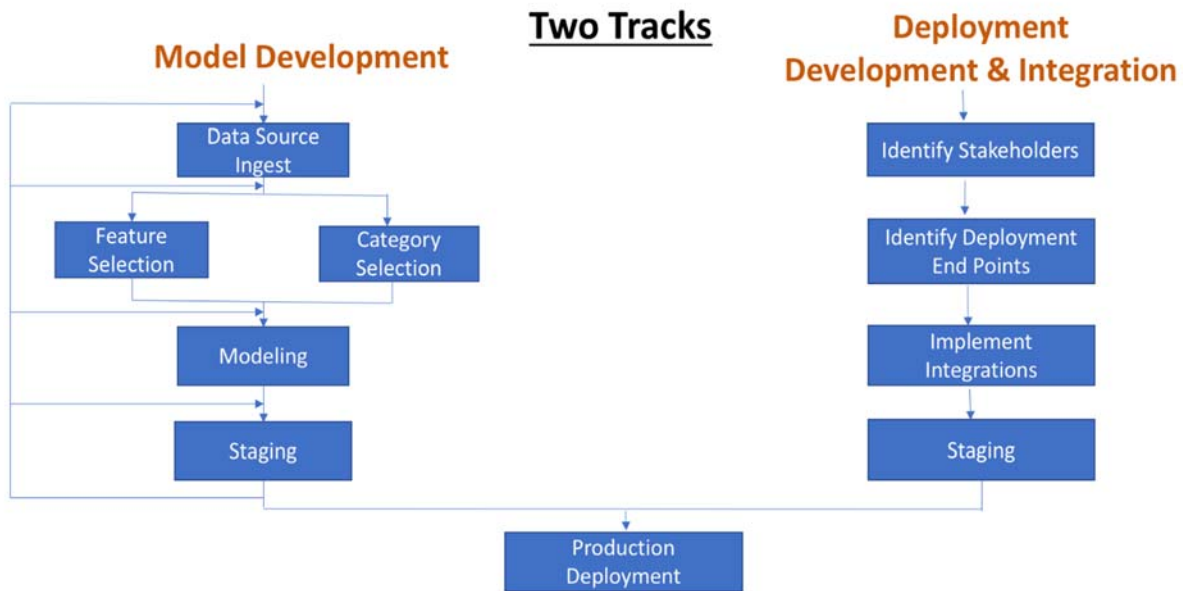 Two Tracks
Model Development
Data Source
Ingest
Feature
Selection
Category
Selection
Modeling
Staging
Deployment
Development & Integration
Identify Stakeholders
Identify Deployment
End Points
Implement
Integrations
Staging
Production
Deployment